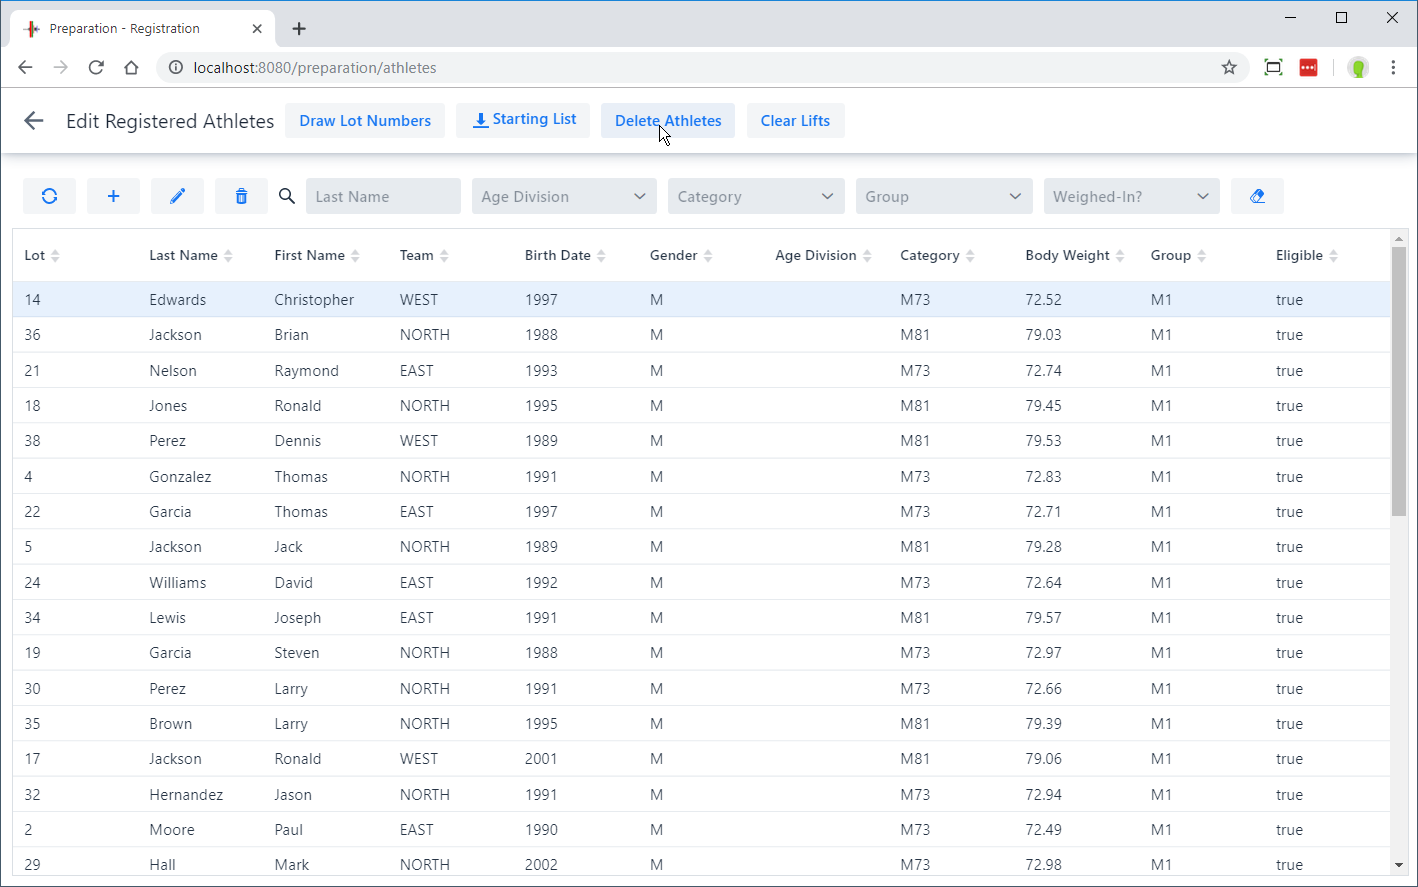 Preparation - Registration
localhost:8080/preparation/athletes
Edit Registered Athletes Draw Lot Numbers Starting List Delete Athletes Clear Lifts
Last Name Age Division Category Group Weighed-In?
Lot Last Name First Name Team Birth Date Gender Age Division Category Body Weight Group Eligible
14 Edwards Christopher WEST 1997 M M73 72.52 M1 true
36 Jackson Brian NORTH 1988 M M81 79.03 M1 true
21 Nelson Raymond EAST 1993 M M73 72.74 M1 true
18 Jones Ronald NORTH 1995 M M81 79.45 M1 true
38 Perez Dennis WEST 1989 M M81 79.53 M1 true
4 Gonzalez Thomas NORTH 1991 M M73 72.83 M1 true
22 Garcia Thomas EAST 1997 M M73 72.71 M1 true
5 Jackson Jack NORTH 1989 M M81 79.28 M1 true
24 Williams David EAST 1992 M M73 72.64 M1 true
34 Lewis Joseph EAST 1991 M M81 79.57 M1 true
19 Garcia Steven NORTH 1988 M M73 72.97 M1 true
30 Perez Larry NORTH 1991 M M73 72.66 M1 true
35 Brown Larry NORTH 1995 M M81 79.39 M1 true
17 Jackson Ronald WEST 2001 M M81 79.06 M1 true
32 Hernandez Jason NORTH 1991 M M73 72.94 M1 true
2 Moore Paul EAST 1990 M M73 72.49 M1 true
29 Hall Mark NORTH 2002 M M73 72.98 M1 true